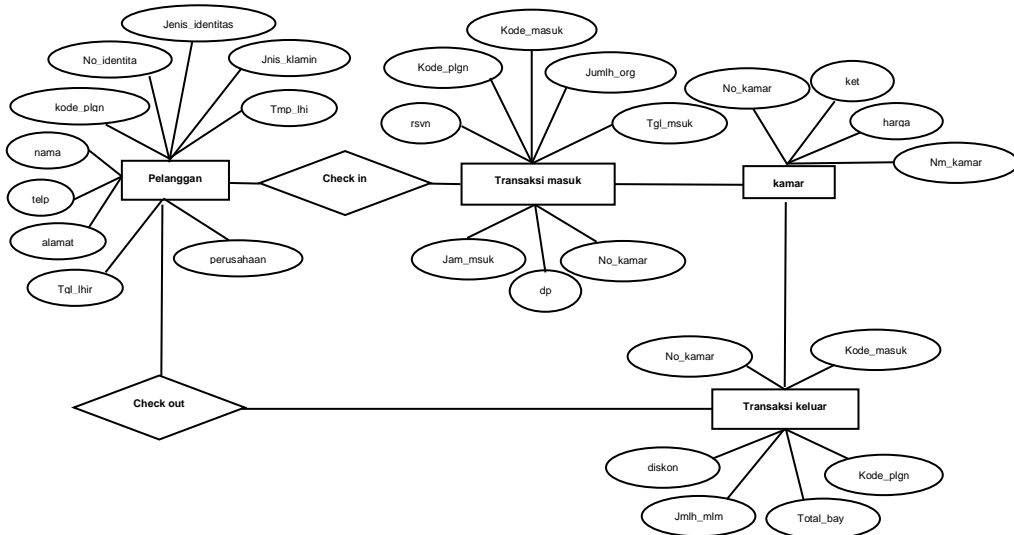 Jenis_identitas
No_identita
Jnis_klamin
kode_plgn
Tmp_lhi
nama
Pelanggan
telp
alamat
perusahaan
Tgl_lhir
Check in
Kode_masuk
Kode_plgn
Jumlh_org
rsvn
Tgl_msuk
Transaksi masuk
Jam_msuk
No_kamar
dp
ket
No_kamar
harga
Nm_kamar
kamar
No_kamar
Kode_masuk
Check out
Transaksi keluar
diskon
Kode_plgn
Jmlh_mlm
Total_bay